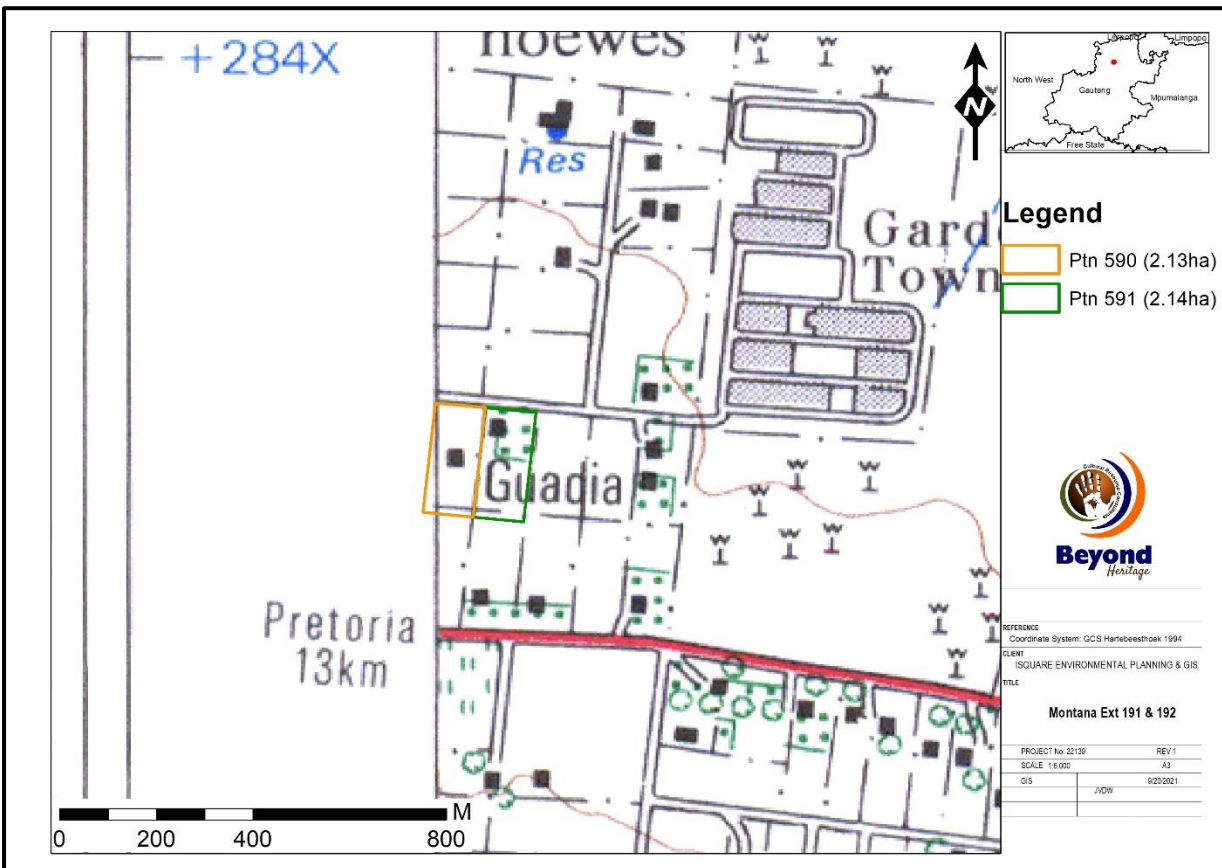 +284X
hoewes
Res
Gard
Town
Guadia
Pretoria
13km
M
0 200 400 800
N
Limpopo
Limpopo
North West
Gauteng
Mpumalanga
Free State
Legend
Ptn 590 (2.13ha)
Ptn 591 (2.14ha)
Beyond
Heritage
REFERENCE
Coordinate System: GCS Hartebeesthoek 1994
CLIENT
ISQUARE ENVIRONMENTAL PLANNING & GIS
TITLE
Montana Ext 191 & 192
PROJECT No. 22139 REV 1
SCALE 1:6,000 A3
GIS 9/20/2021
JVDW